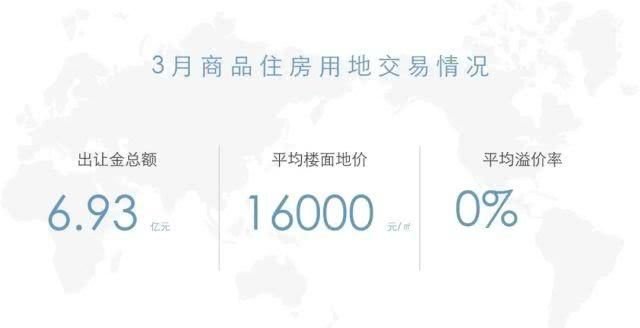 3月商品住房用地交易情况
出让金总额
平均楼面地价
平均溢价率
6.93 亿元
16000 元/㎡
0%